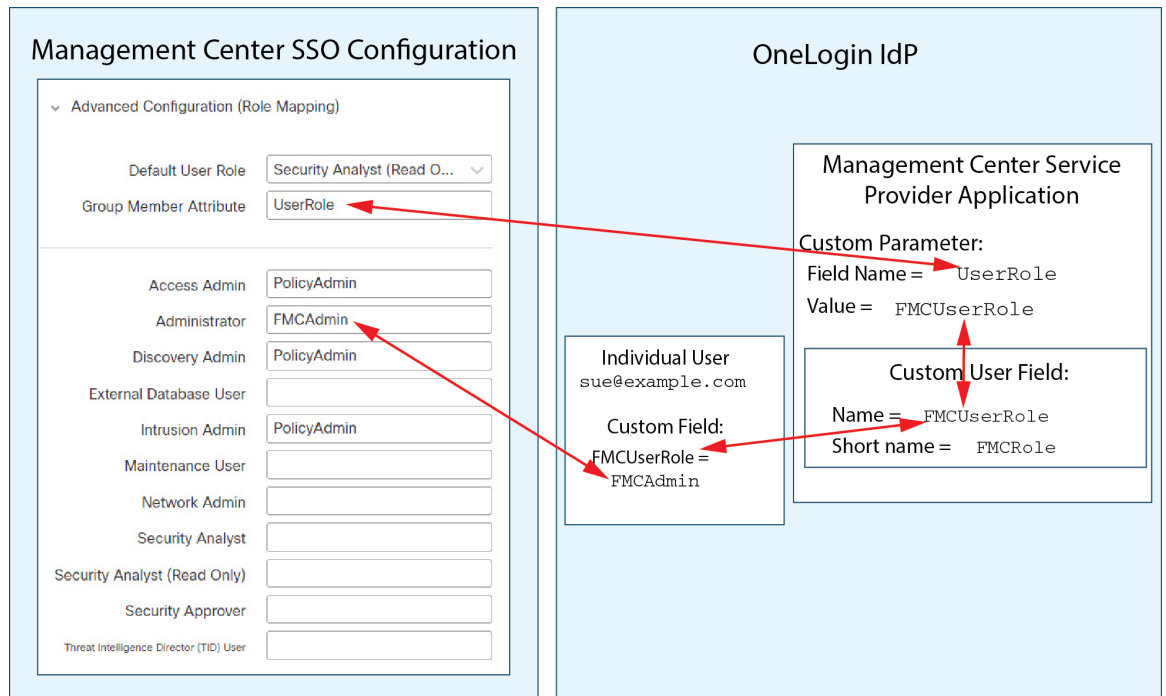 Management Center SSO Configuration
Advanced Configuration (Role Mapping)
Default User Role Security Analyst (Read O...
Group Member Attribute UserRole
Access Admin PolicyAdmin
Administrator FMCAdmin
Discovery Admin PolicyAdmin
External Database User
Intrusion Admin PolicyAdmin
Maintenance User
Network Admin
Security Analyst
Security Analyst (Read Only)
Security Approver
Threat Intelligence Director (TID) User
OneLogin IdP
Individual User
sue@example.com
Custom Field:
FMCUserRole =
FMCAdmin
Management Center Service
Provider Application
Custom Parameter:
Field Name = UserRole
Value = FMCUserRole
Custom User Field:
Name = FMCUserRole
Short name = FMCRole